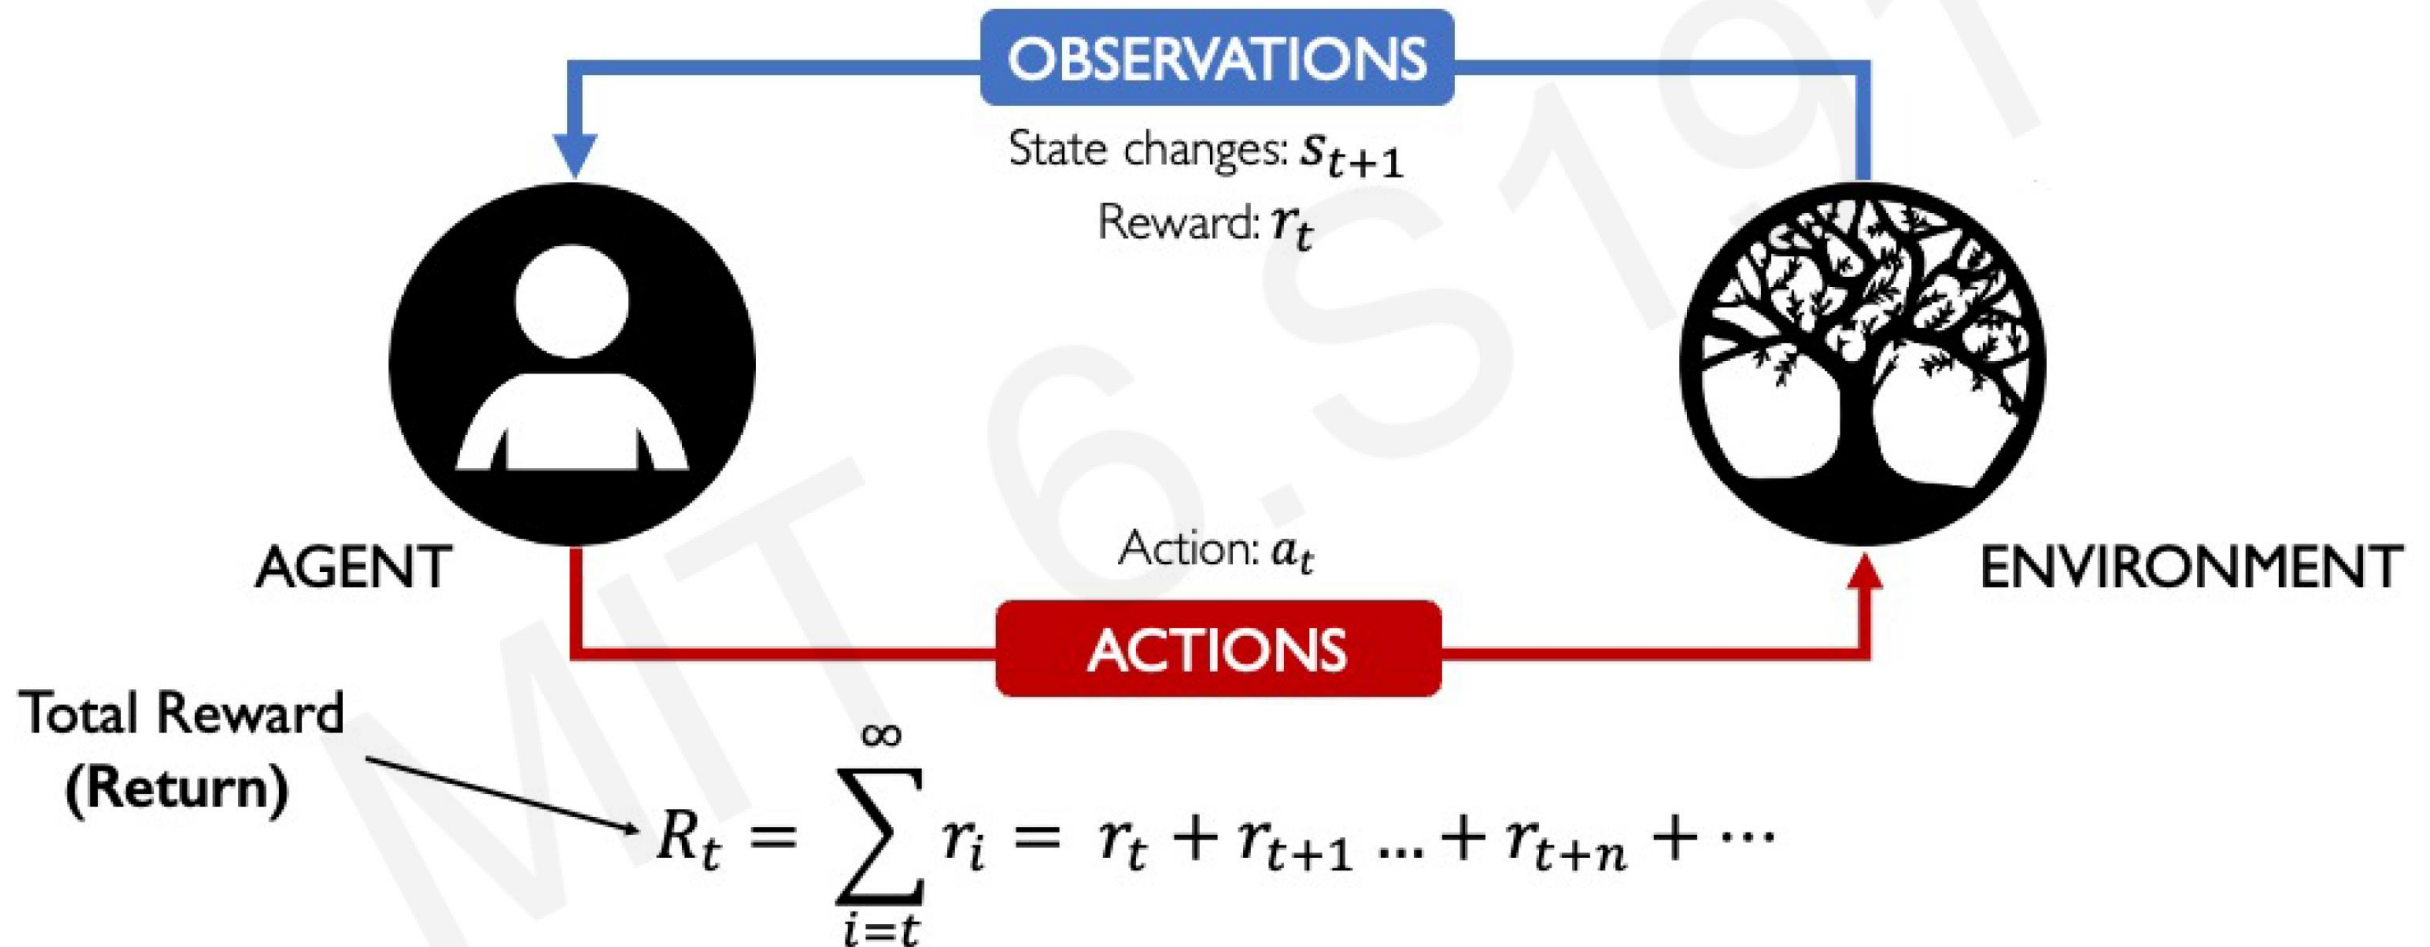 OBSERVATIONS
State changes: s_{t+1}
Reward: r_t
AGENT
Action: a_t
ENVIRONMENT
ACTIONS
Total Reward
(Return)
R_t = \sum_{i=t}^{∞} r_i = r_t + r_{t+1} ... + r_{t+n} + ⋯
MIT 6.S191